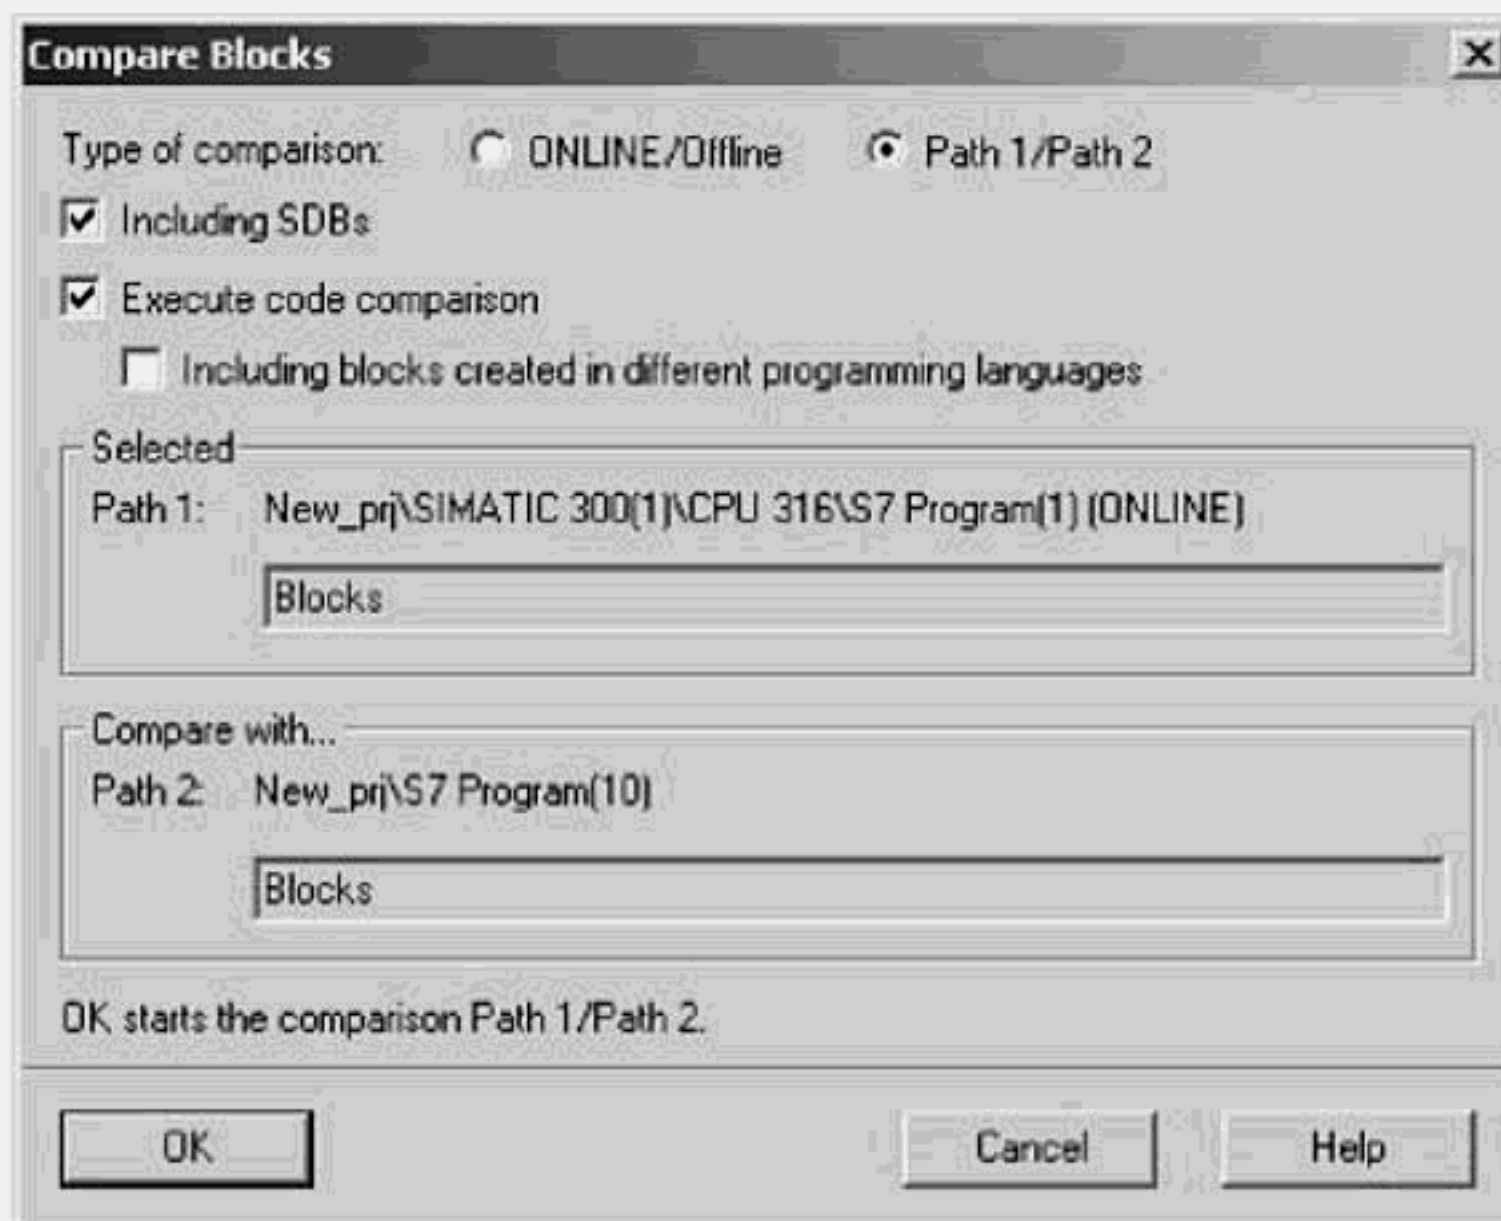 Compare Blocks
Type of comparison: ONLINE/Offline Path 1/Path 2
Including SDBs
Execute code comparison
Including blocks created in different programming languages
Selected
Path 1: New_prj\SIMATIC 300(1)\CPU 316\S7 Program(1) (ONLINE)
Blocks
Compare with...
Path 2: New_prj\S7 Program(10)
Blocks
OK starts the comparison Path 1/Path 2.
OK Cancel Help